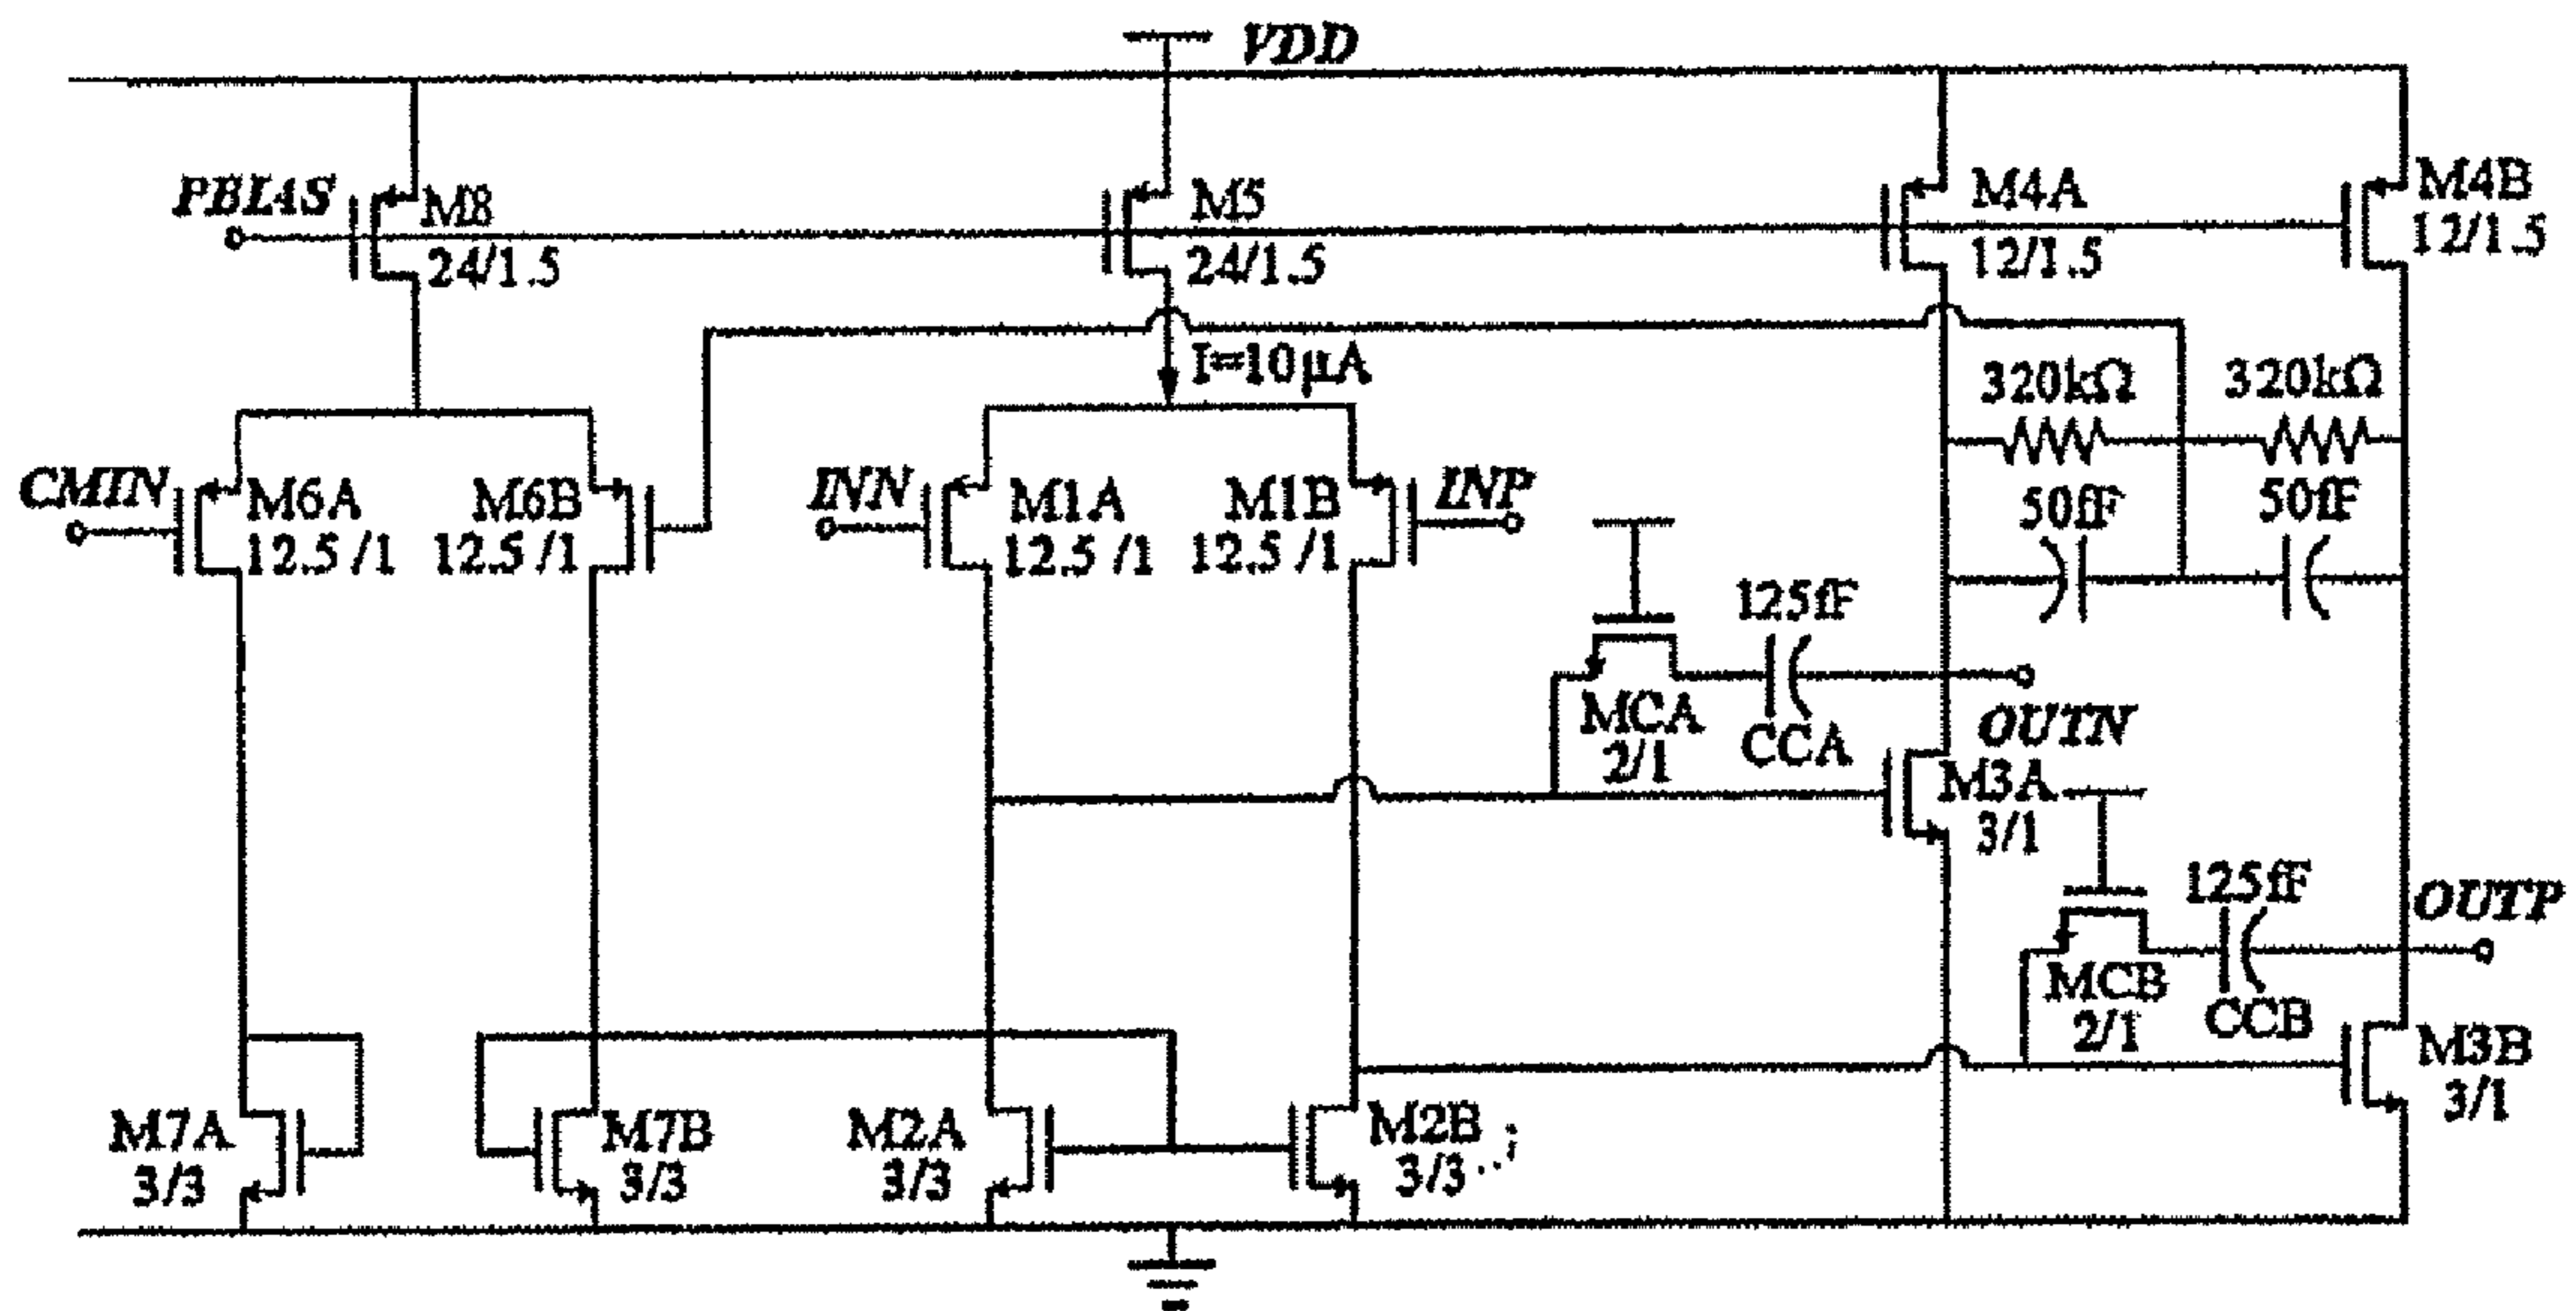 VDD
PBIAS
M8
24/1.5
M5
24/1.5
M4A
12/1.5
M4B
12/1.5
I=10μA
320kΩ
320kΩ
50fF
50fF
CMIN
M6A
12.5 /1
M6B
12.5 /1
INN
M1A
12.5 /1
M1B
12.5 /1
INP
125fF
MCA
2/1
CCA
OUTN
M3A
3/1
125fF
MCB
2/1
CCB
OUTP
M3B
3/1
M7A
3/3
M7B
3/3
M2A
3/3
M2B
3/3